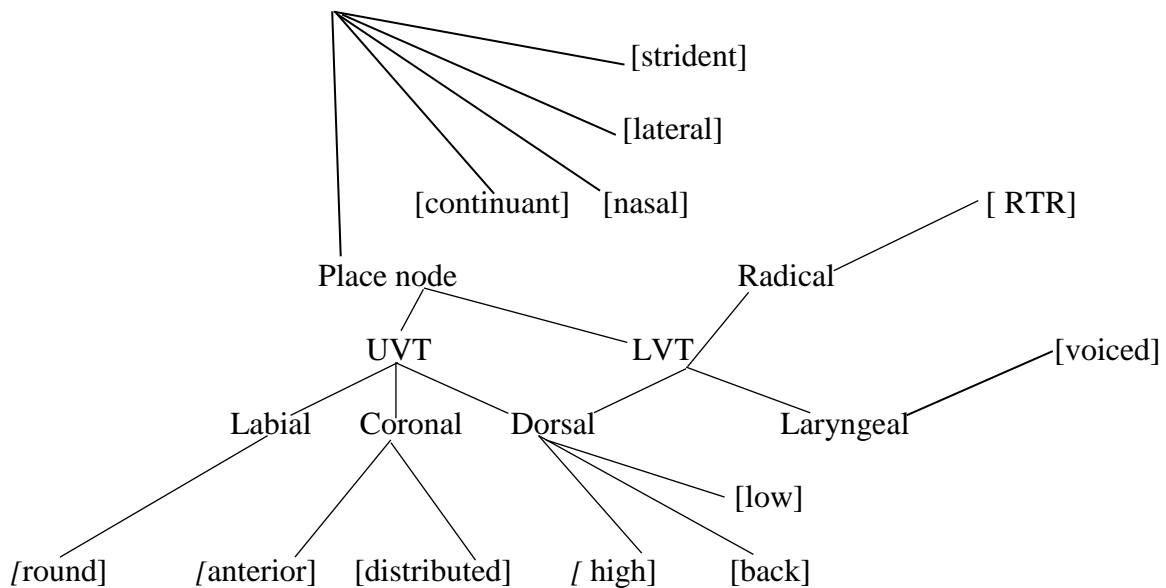 [strident]
[lateral]
[continuant] [nasal] [ RTR]
Place node Radical
UVT LVT [voiced]
Labial Coronal Dorsal Laryngeal
[low]
[round] [anterior] [distributed] [ high] [back]